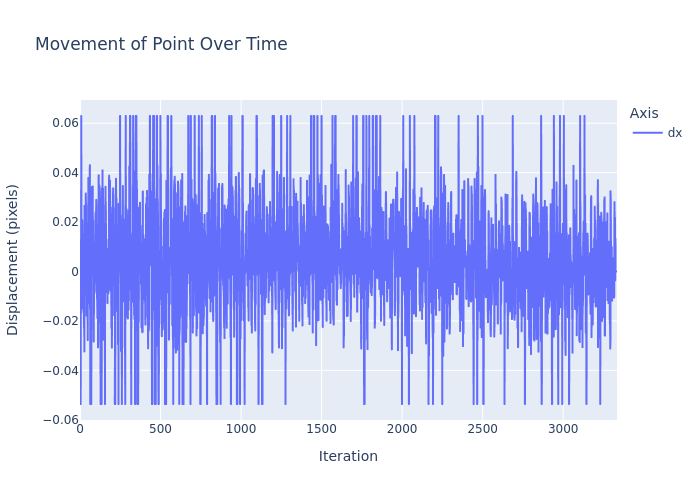 Movement of Point Over Time
Axis
dx
0.06
0.04
0.02
0
−0.02
−0.04
−0.06
0
500
1000
1500
2000
2500
3000
Displacement (pixels)
Iteration